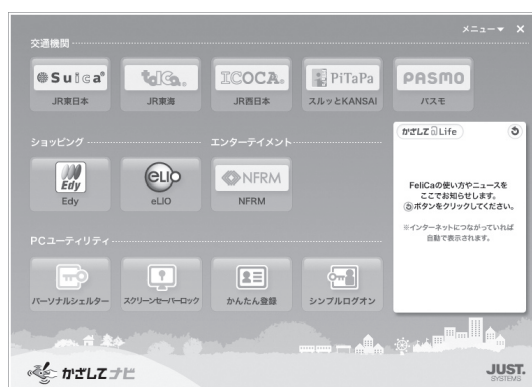 メニュー▼ ×
交通機関
Suica
TOICA
ICOCA
PiTaPa
PASMO
JR東日本
JR東海
JR西日本
スルッとKANSAI
パスモ
ショッピング
エンターテイメント
Edy
eLIO
NFRM
Edy
eLIO
NFRM
かざしてLife
FeliCaの使い方やニュースを
ここでお知らせします。
ボタンをクリックしてください。
※インターネットにつながっていれば
自動で表示されます。
PCユーティリティ
パーソナルシェルター
スクリーンセーバーロック
かんたん登録
シンプルログオン
かざしてナビ
JUST.
SYSTEMS